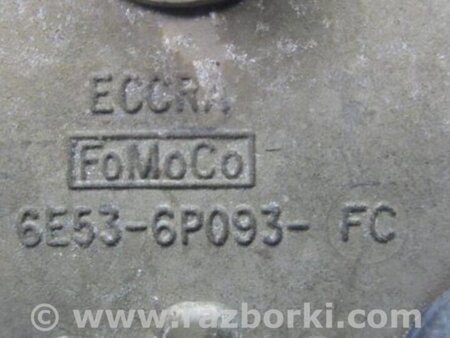 ECCRA
FoMoCo
6E53-6P093- FC
© www.razborki.com